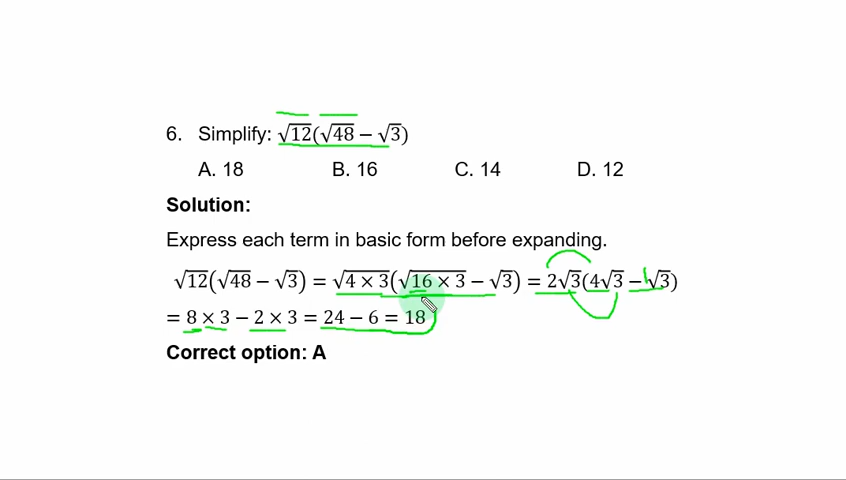 6. Simplify: √12(√48 − √3)
A. 18 B. 16 C. 14 D. 12
Solution:
Express each term in basic form before expanding.
√12(√48 − √3) = √4 × 3(√16 × 3 − √3) = 2√3(4√3 − 1√3)
= 8 × 3 − 2 × 3 = 24 − 6 = 18
Correct option: A